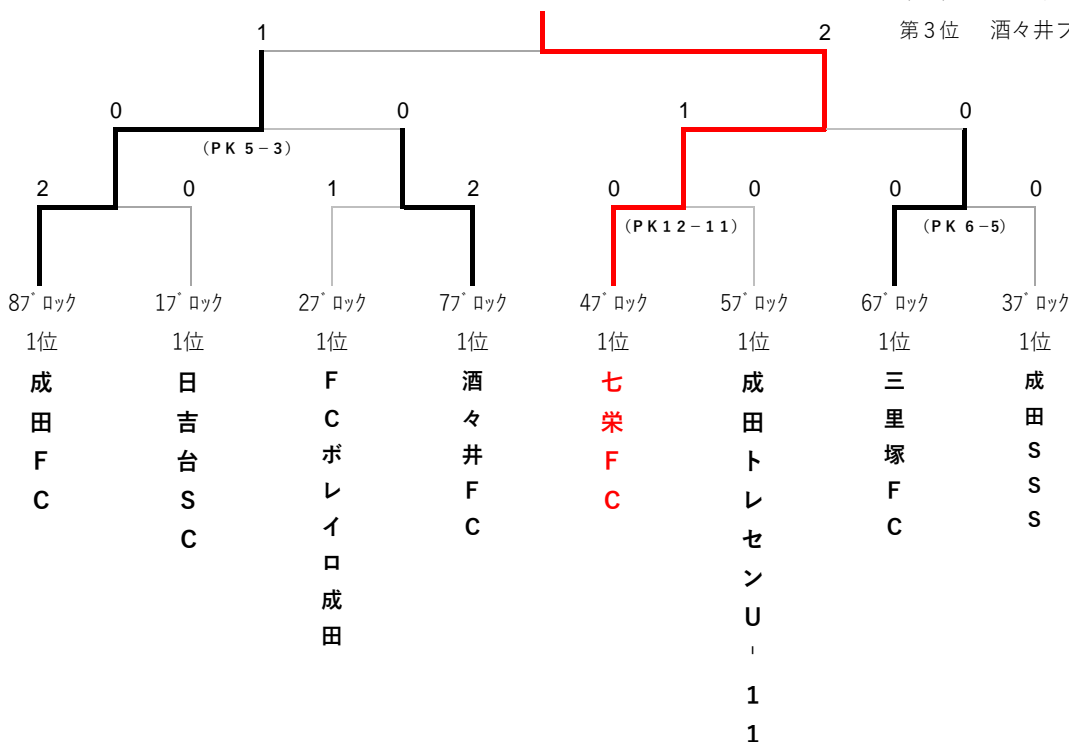 1
2
第３位 酒々井フ
0
0
1
0
（PK 5－3）
2
0
1
2
0
0
0
0
（PK12－11）
（PK 6－5）
8ﾌﾞﾛｯｸ
1ﾌﾞﾛｯｸ
2ﾌﾞﾛｯｸ
7ﾌﾞﾛｯｸ
4ﾌﾞﾛｯｸ
5ﾌﾞﾛｯｸ
6ﾌﾞﾛｯｸ
3ﾌﾞﾛｯｸ
1位
1位
1位
1位
1位
1位
1位
1位
成田ＦＣ
日吉台ＳＣ
ＦＣボレイロ成田
酒々井ＦＣ
七栄ＦＣ
成田トレセンＵ-１１
三里塚ＦＣ
成田ＳＳＳ